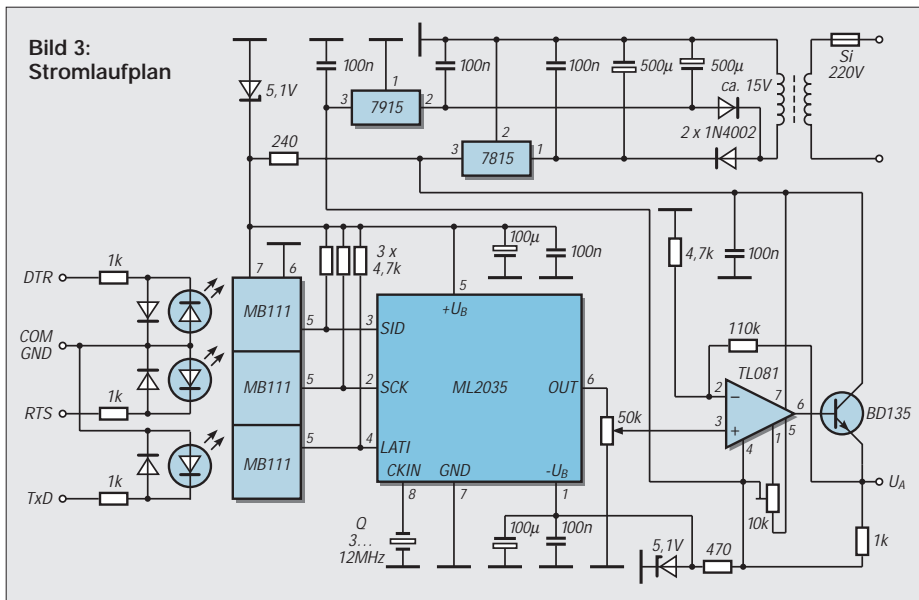 Bild 3:
Stromlaufplan
5,1V
100n
1
3 7915 2
100n
100n
500µ
500µ
ca. 15V
2 x 1N4002
Si
220V
240
2
3 7815 1
DTR
1k
COM
GND
RTS
1k
TxD
1k
7 6
MB111
5
MB111
5
MB111
5
3 x
4,7k
100µ
100n
5
+UB
3 SID
2 SCK
4 LATI
ML2035
OUT 6
CKIN GND -UB
8 7 1
Q
3...
12MHz
100µ
100n
50k
5,1V
470
4,7k
100n
110k
TL081
2 −
3 +
7
6
5
4 1
10k
BD135
UA
1k